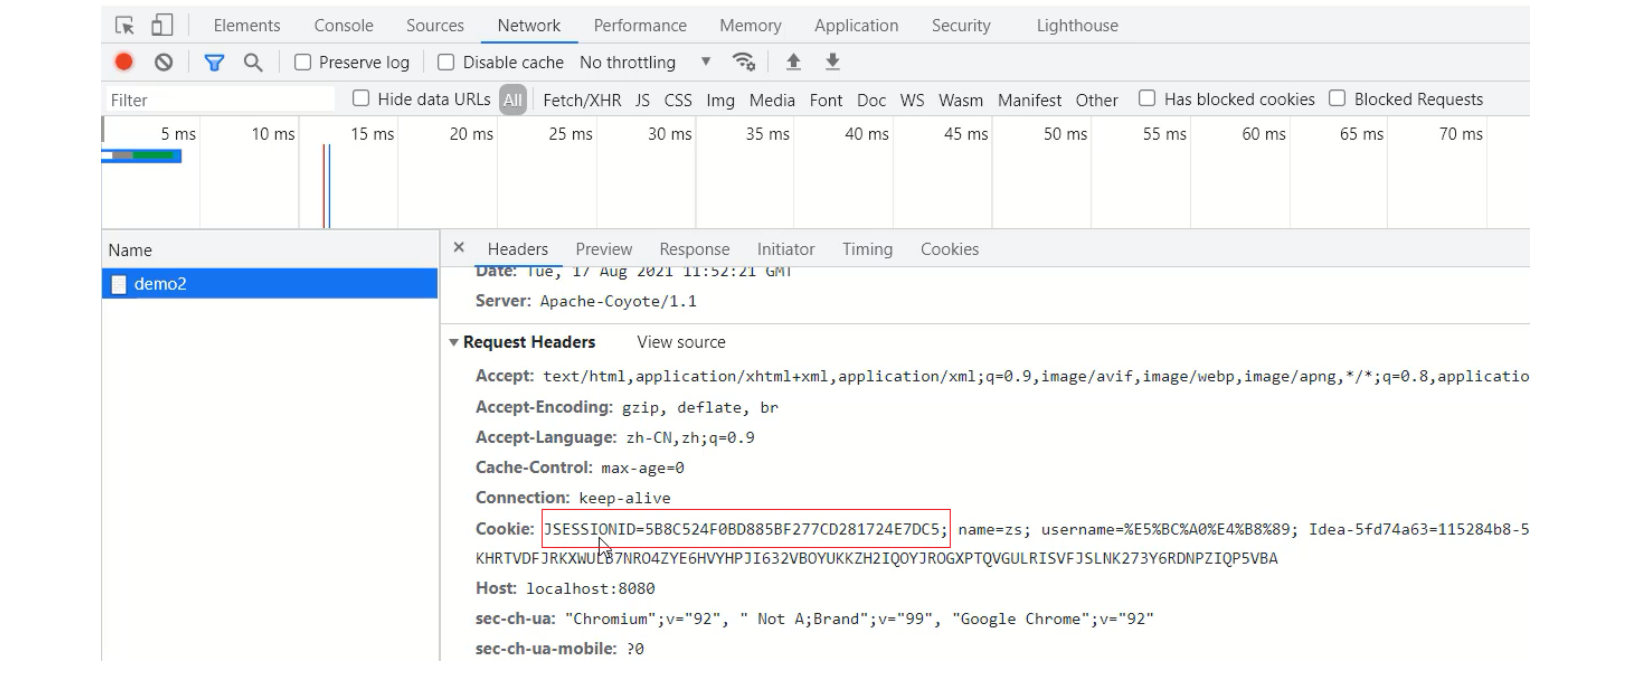 Elements Console Sources Network Performance Memory Application Security Lighthouse
Preserve log Disable cache No throttling
Filter Hide data URLs All Fetch/XHR JS CSS Img Media Font Doc WS Wasm Manifest Other Has blocked cookies Blocked Requests
5 ms 10 ms 15 ms 20 ms 25 ms 30 ms 35 ms 40 ms 45 ms 50 ms 55 ms 60 ms 65 ms 70 ms
Name × Headers Preview Response Initiator Timing Cookies
demo2
Date: Tue, 17 Aug 2021 11:52:21 GMT
Server: Apache-Coyote/1.1
Request Headers View source
Accept: text/html,application/xhtml+xml,application/xml;q=0.9,image/avif,image/webp,image/apng,*/*;q=0.8,applicatio
Accept-Encoding: gzip, deflate, br
Accept-Language: zh-CN,zh;q=0.9
Cache-Control: max-age=0
Connection: keep-alive
Cookie: JSESSIONID=5B8C524F0BD885BF277CD281724E7DC5; name=zs; username=%E5%BC%A0%E4%B8%89; Idea-5fd74a63=115284b8-5
KHRTVDFJRKXWULB7NRO4ZYE6HVYHPJI632VBOYUKKZH2IQOYJROGXPTQVGULRISVFJSLNK273Y6RDNPZIQP5VBA
Host: localhost:8080
sec-ch-ua: "Chromium";v="92", " Not A;Brand";v="99", "Google Chrome";v="92"
sec-ch-ua-mobile: ?0